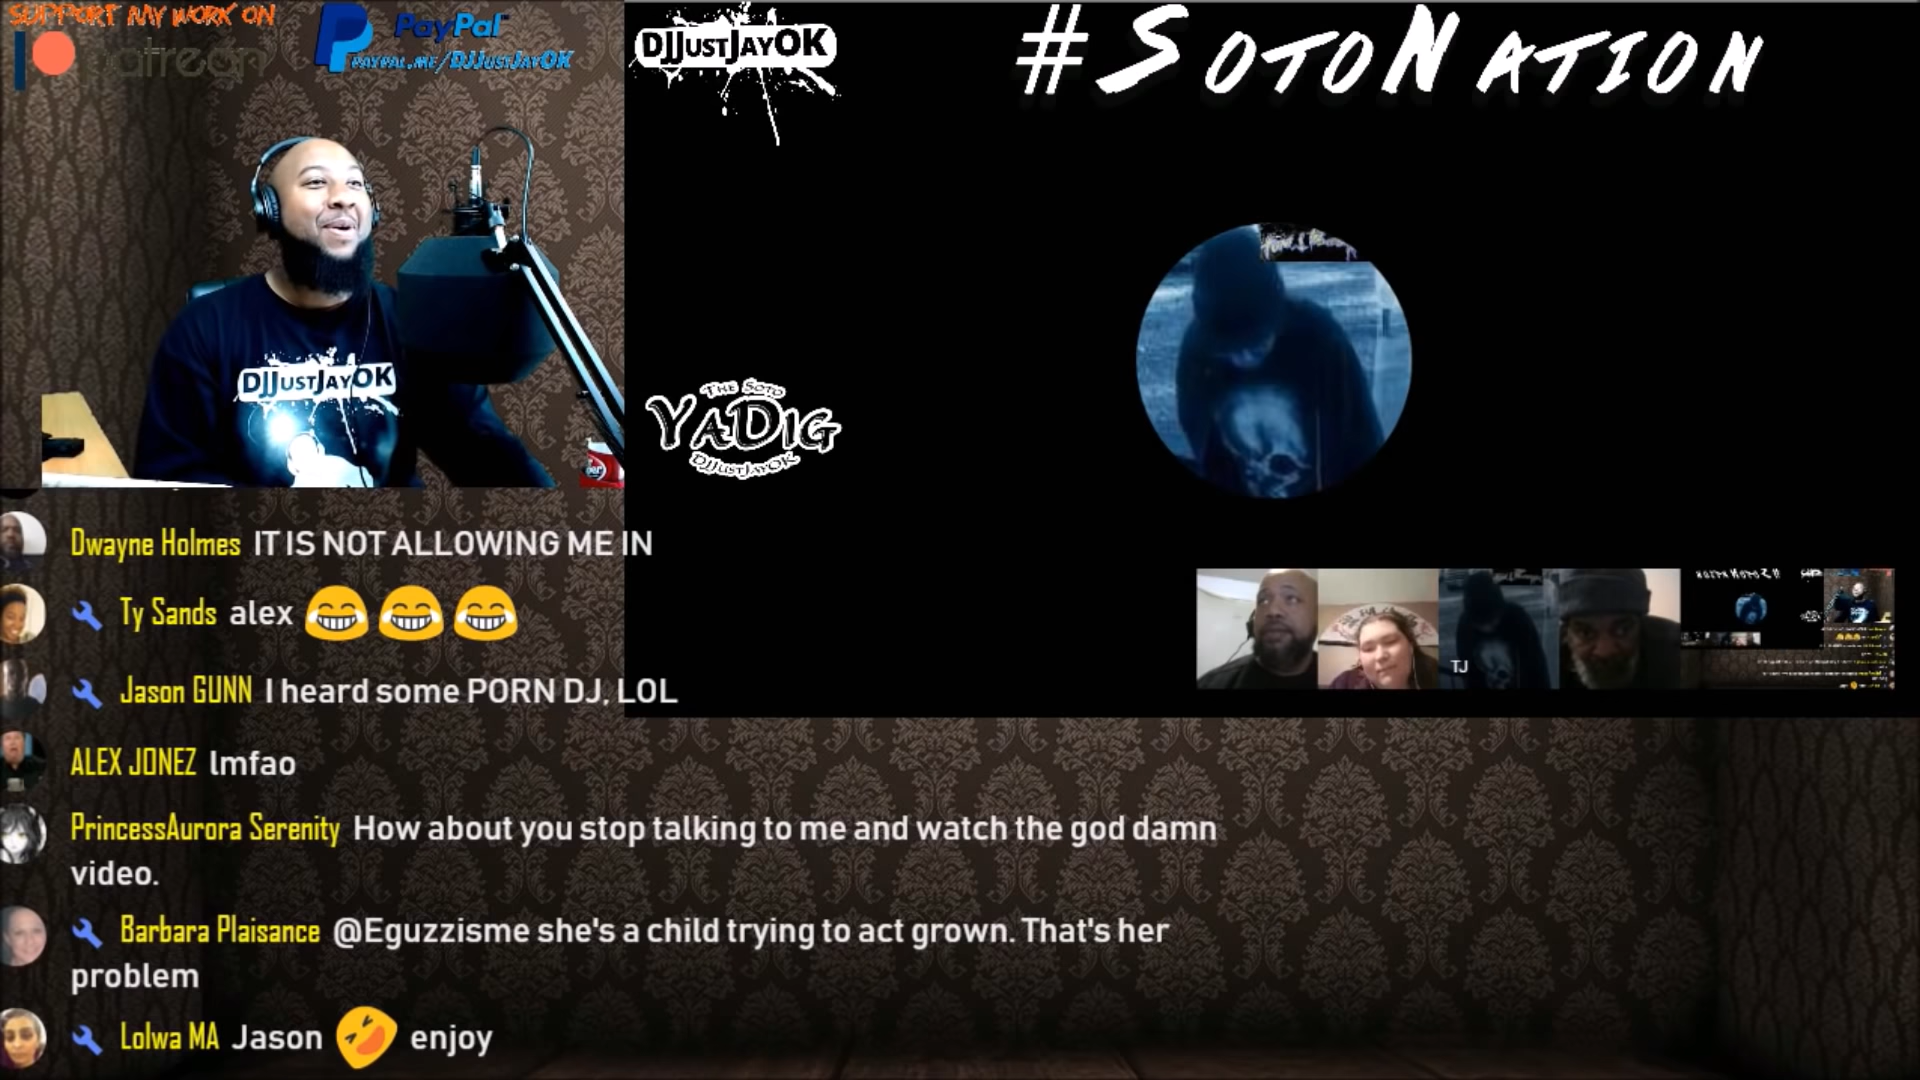 SUPPORT MY WORK ON
patreon
PayPal
PAYPAL.ME/DJJUSTJAYOK
DJJUSTJAYOK
#SOTONATION
DJJUSTJAYOK
THE SOTO
YADIG
DJJUSTJAYOK
Dwayne Holmes IT IS NOT ALLOWING ME IN
Ty Sands alex 😂 😂 😂
TJ
Jason GUNN I heard some PORN DJ, LOL
ALEX JONEZ lmfao
PrincessAurora Serenity How about you stop talking to me and watch the god damn
video.
Barbara Plaisance @Eguzzisme she's a child trying to act grown. That's her
problem
Lolwa MA Jason 🤣 enjoy